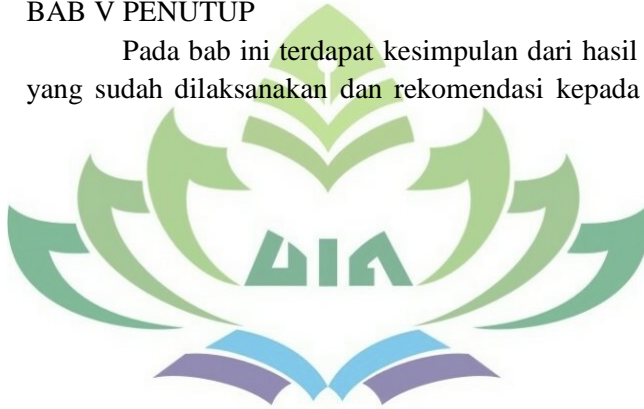 BAB V PENUTUP
Pada bab ini terdapat kesimpulan dari hasil
yang sudah dilaksanakan dan rekomendasi kepada
UIN